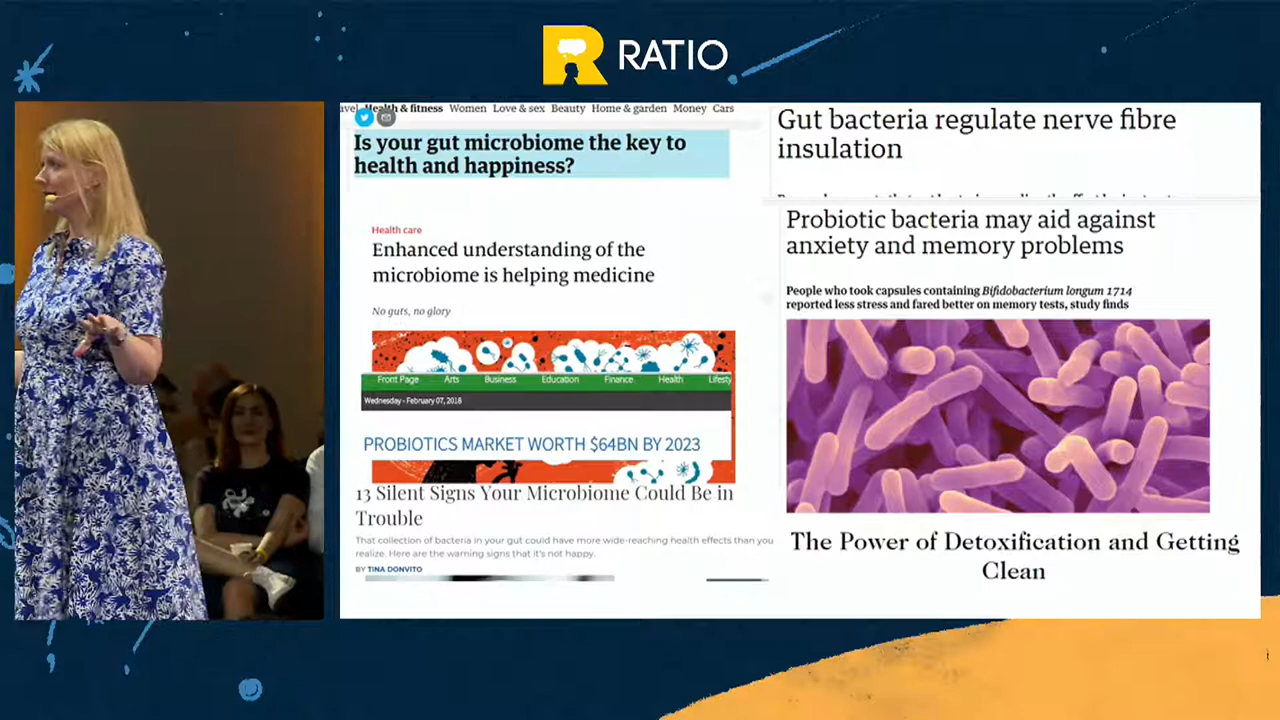 RATIO
avel Health & fitness Women Love & sex Beauty Home & garden Money Cars
Is your gut microbiome the key to
health and happiness?
Health care
Enhanced understanding of the
microbiome is helping medicine
No guts, no glory
Front Page Arts Business Education Finance Health Lifesty
Wednesday - February 07, 2018
PROBIOTICS MARKET WORTH $64BN BY 2023
13 Silent Signs Your Microbiome Could Be in
Trouble
That collection of bacteria in your gut could have more wide-reaching health effects than you
realize. Here are the warning signs that it's not happy.
BY TINA DONVITO
Gut bacteria regulate nerve fibre
insulation
Probiotic bacteria may aid against
anxiety and memory problems
People who took capsules containing Bifidobacterium longum 1714
reported less stress and fared better on memory tests, study finds
The Power of Detoxification and Getting
Clean